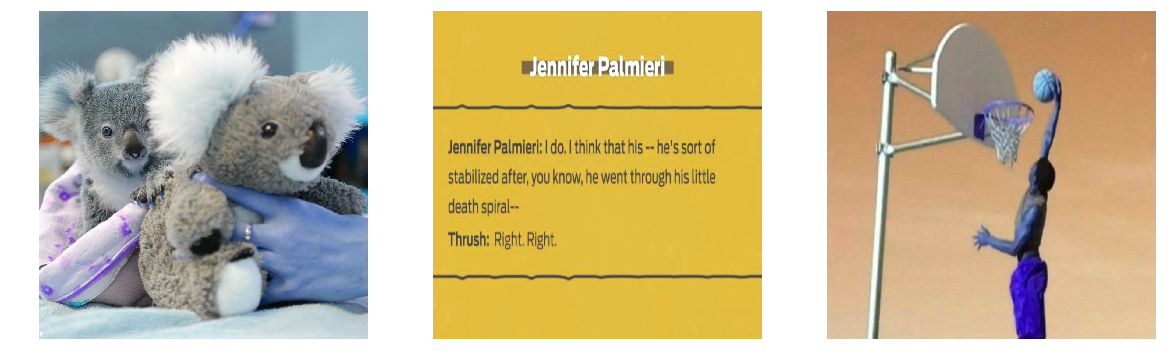 Jennifer Palmieri
Jennifer Palmieri: I do. I think that his -- he's sort of
stabilized after, you know, he went through his little
death spiral--
Thrush: Right. Right.